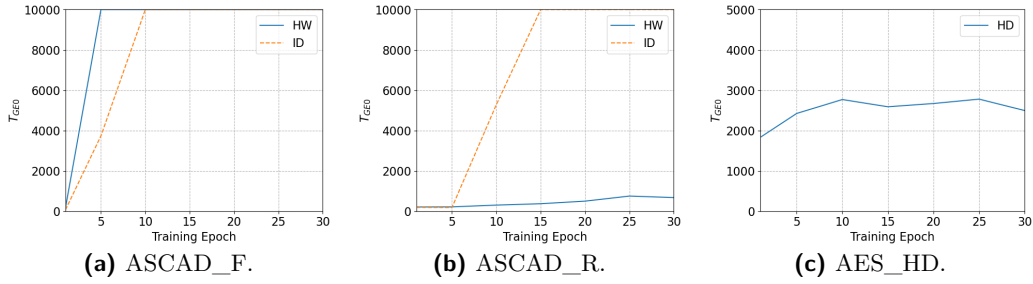 10000
8000
6000
4000
2000
0
T_GE0
5 10 15 20 25 30
Training Epoch
HW
ID
(a) ASCAD_F.
10000
8000
6000
4000
2000
0
T_GE0
5 10 15 20 25 30
Training Epoch
HW
ID
(b) ASCAD_R.
5000
4000
3000
2000
1000
0
T_GE0
5 10 15 20 25 30
Training Epoch
HD
(c) AES_HD.